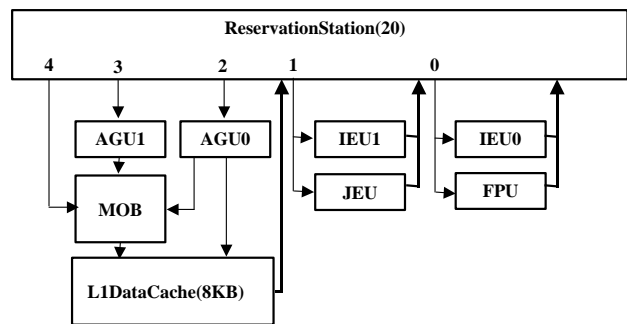 ReservationStation(20)
4 3 2 1 0
AGU1 AGU0 IEU1 IEU0
MOB JEU FPU
L1DataCache(8KB)